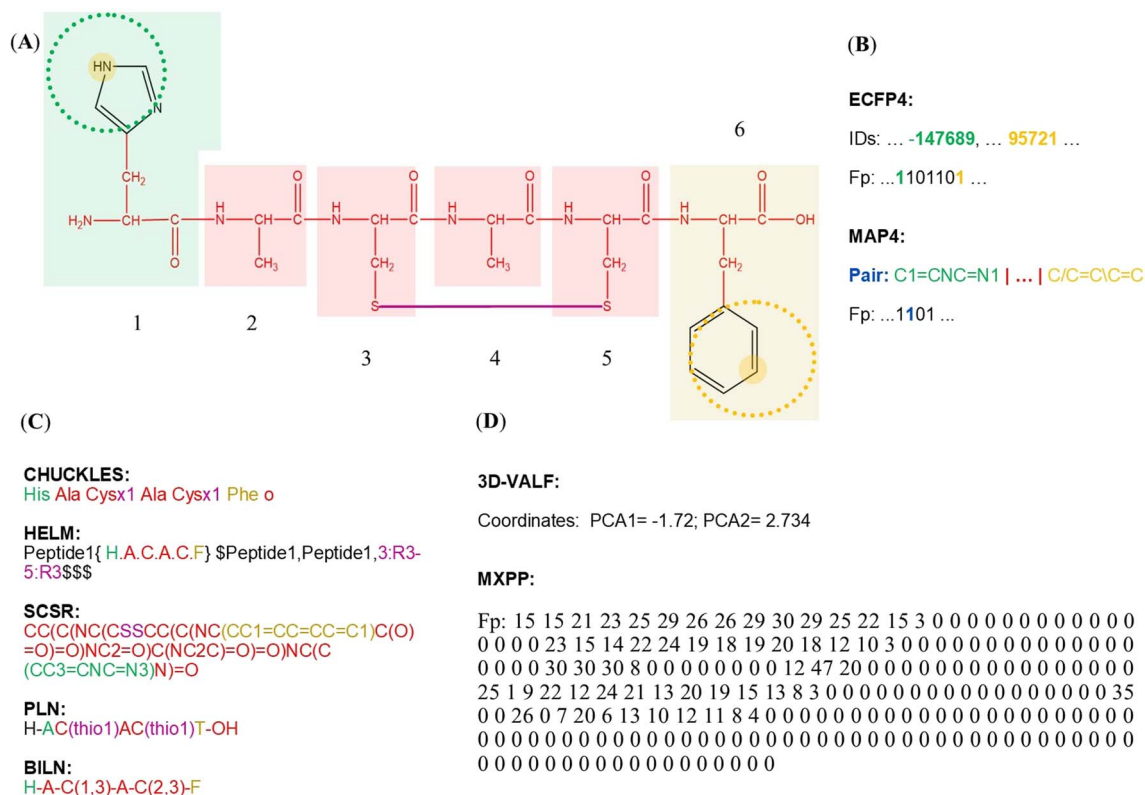 (A)
HN
N
CH2
H2N
CH
O
H
N
CH
O
CH3
H
N
CH
O
CH2
S
H
N
CH
O
CH3
H
N
CH
O
CH2
S
H
N
CH
O
OH
CH2
1
2
3
4
5
6
(B)
ECFP4:
IDs: ... -147689, ... 95721 ...
Fp: ...11101101 ...
MAP4:
Pair: C1=CNC=N1 | ... | C/C=C\C=C
Fp: ...1101 ...
(C)
CHUCKLES:
His Ala Cysx1 Ala Cysx1 Phe o
HELM:
Peptide1{ H.A.C.A.C.F} $Peptide1,Peptide1,3:R3-
5:R3$$$
SCSR:
CC(C(NC(CSSCC(C(NC(CC1=CC=CC=C1)C(O)
=O)=O)NC2=O)C(NC2C)=O)=O)NC(C
(CC3=CNC=N3)N)=O
PLN:
H-AC(thio1)AC(thio1)T-OH
BILN:
H-A-C(1,3)-A-C(2,3)-F
(D)
3D-VALF:
Coordinates: PCA1= -1.72; PCA2= 2.734
MXPP:
Fp: 15 15 21 23 25 29 26 26 29 30 29 25 22 15 3 0 0 0 0 0 0 0 0 0 0 0 0 0
0 0 0 0 23 15 14 22 24 19 18 19 20 18 12 10 3 0 0 0 0 0 0 0 0 0 0 0 0 0 0 0
0 0 0 0 30 30 30 8 0 0 0 0 0 0 0 0 12 47 20 0 0 0 0 0 0 0 0 0 0 0 0 0 0 0 0 0
25 1 9 22 12 24 21 13 20 19 15 13 8 3 0 0 0 0 0 0 0 0 0 0 0 0 0 0 0 0 0 0 35
0 0 26 0 7 20 6 13 10 12 11 8 4 0 0 0 0 0 0 0 0 0 0 0 0 0 0 0 0 0 0 0 0 0 0 0
0 0 0 0 0 0 0 0 0 0 0 0 0 0 0 0 0 0 0 0 0 0 0 0 0 0 0 0 0 0 0 0 0 0 0 0 0 0 0 0 0
0 0 0 0 0 0 0 0 0 0 0 0 0 0 0 0 0 0 0